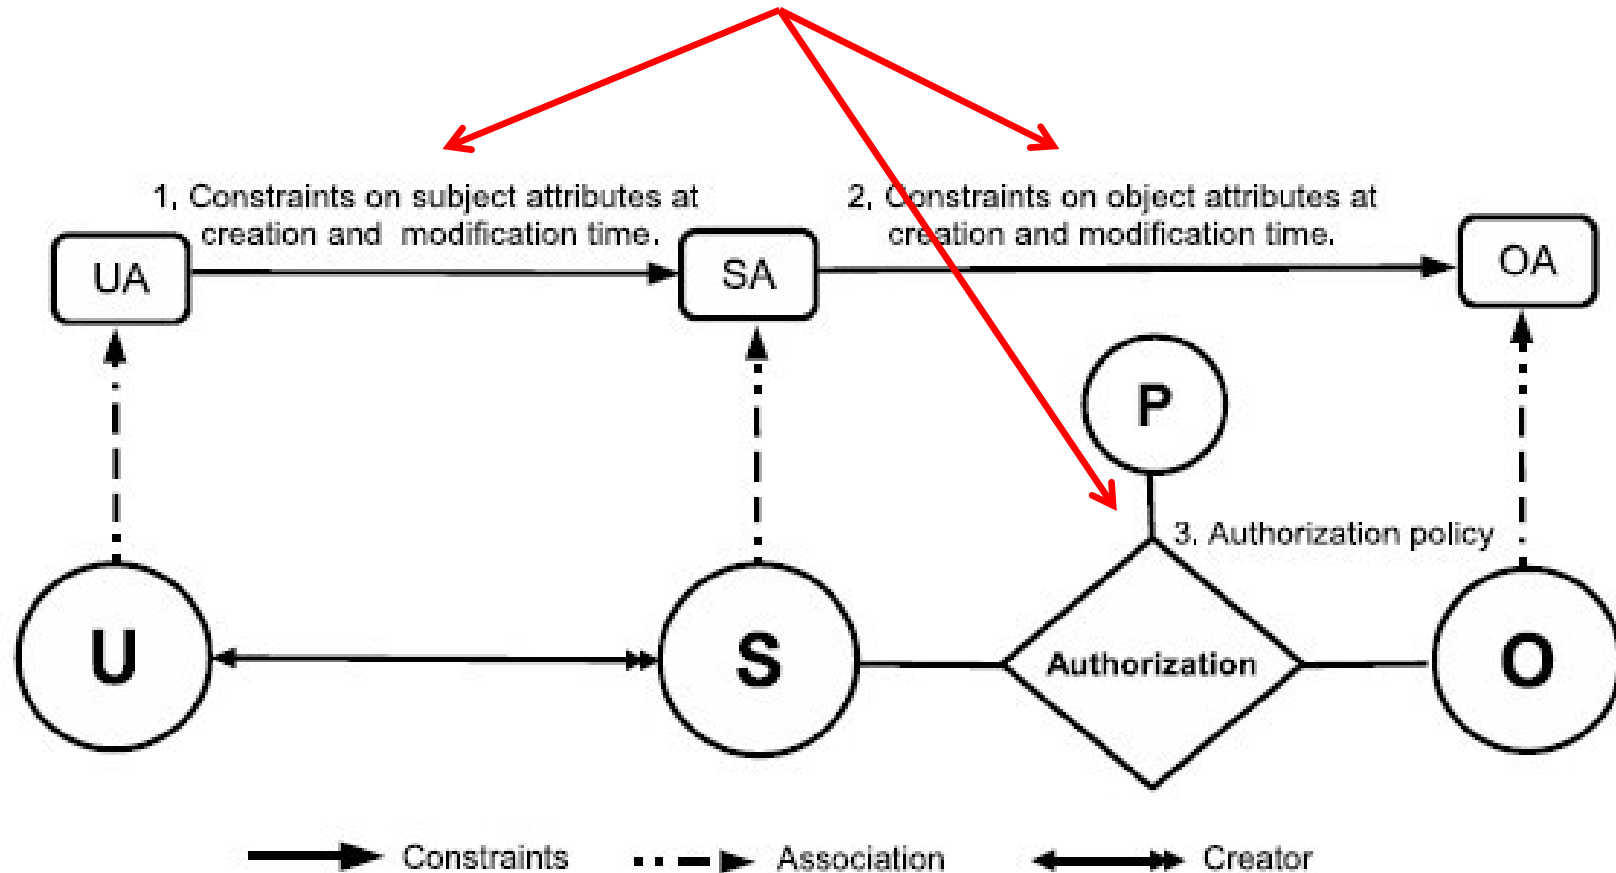 1. Constraints on subject attributes at
creation and modification time.
2. Constraints on object attributes at
creation and modification time.
UA
SA
OA
P
3. Authorization policy
U
S
Authorization
O
Constraints
Association
Creator